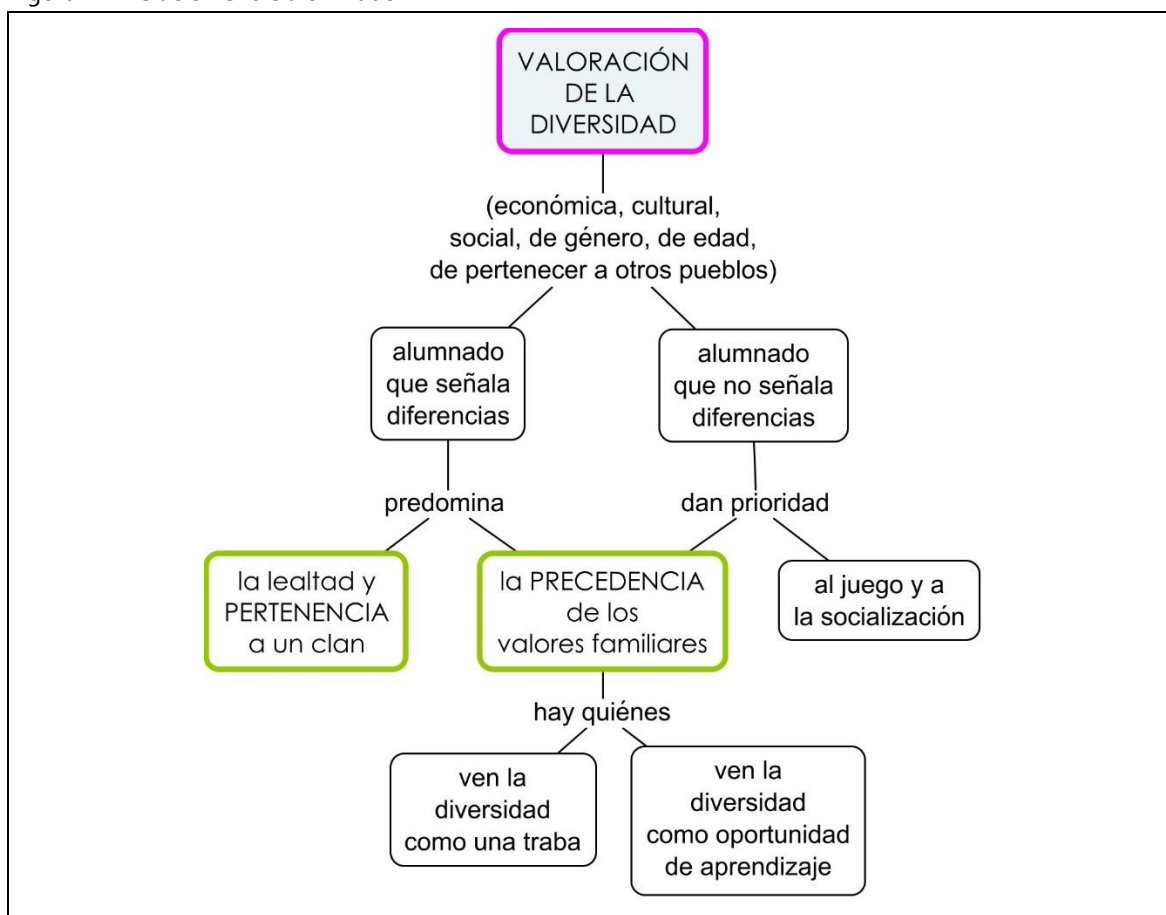 VALORACIÓN
DE LA
DIVERSIDAD
(económica, cultural,
social, de género, de edad,
de pertenecer a otros pueblos)
alumnado
que señala
diferencias
alumnado
que no señala
diferencias
predomina
dan prioridad
la lealtad y
PERTENENCIA
a un clan
la PRECEDENCIA
de los
valores familiares
al juego y a
la socialización
hay quiénes
ven la
diversidad
como una traba
ven la
diversidad
como oportunidad
de aprendizaje